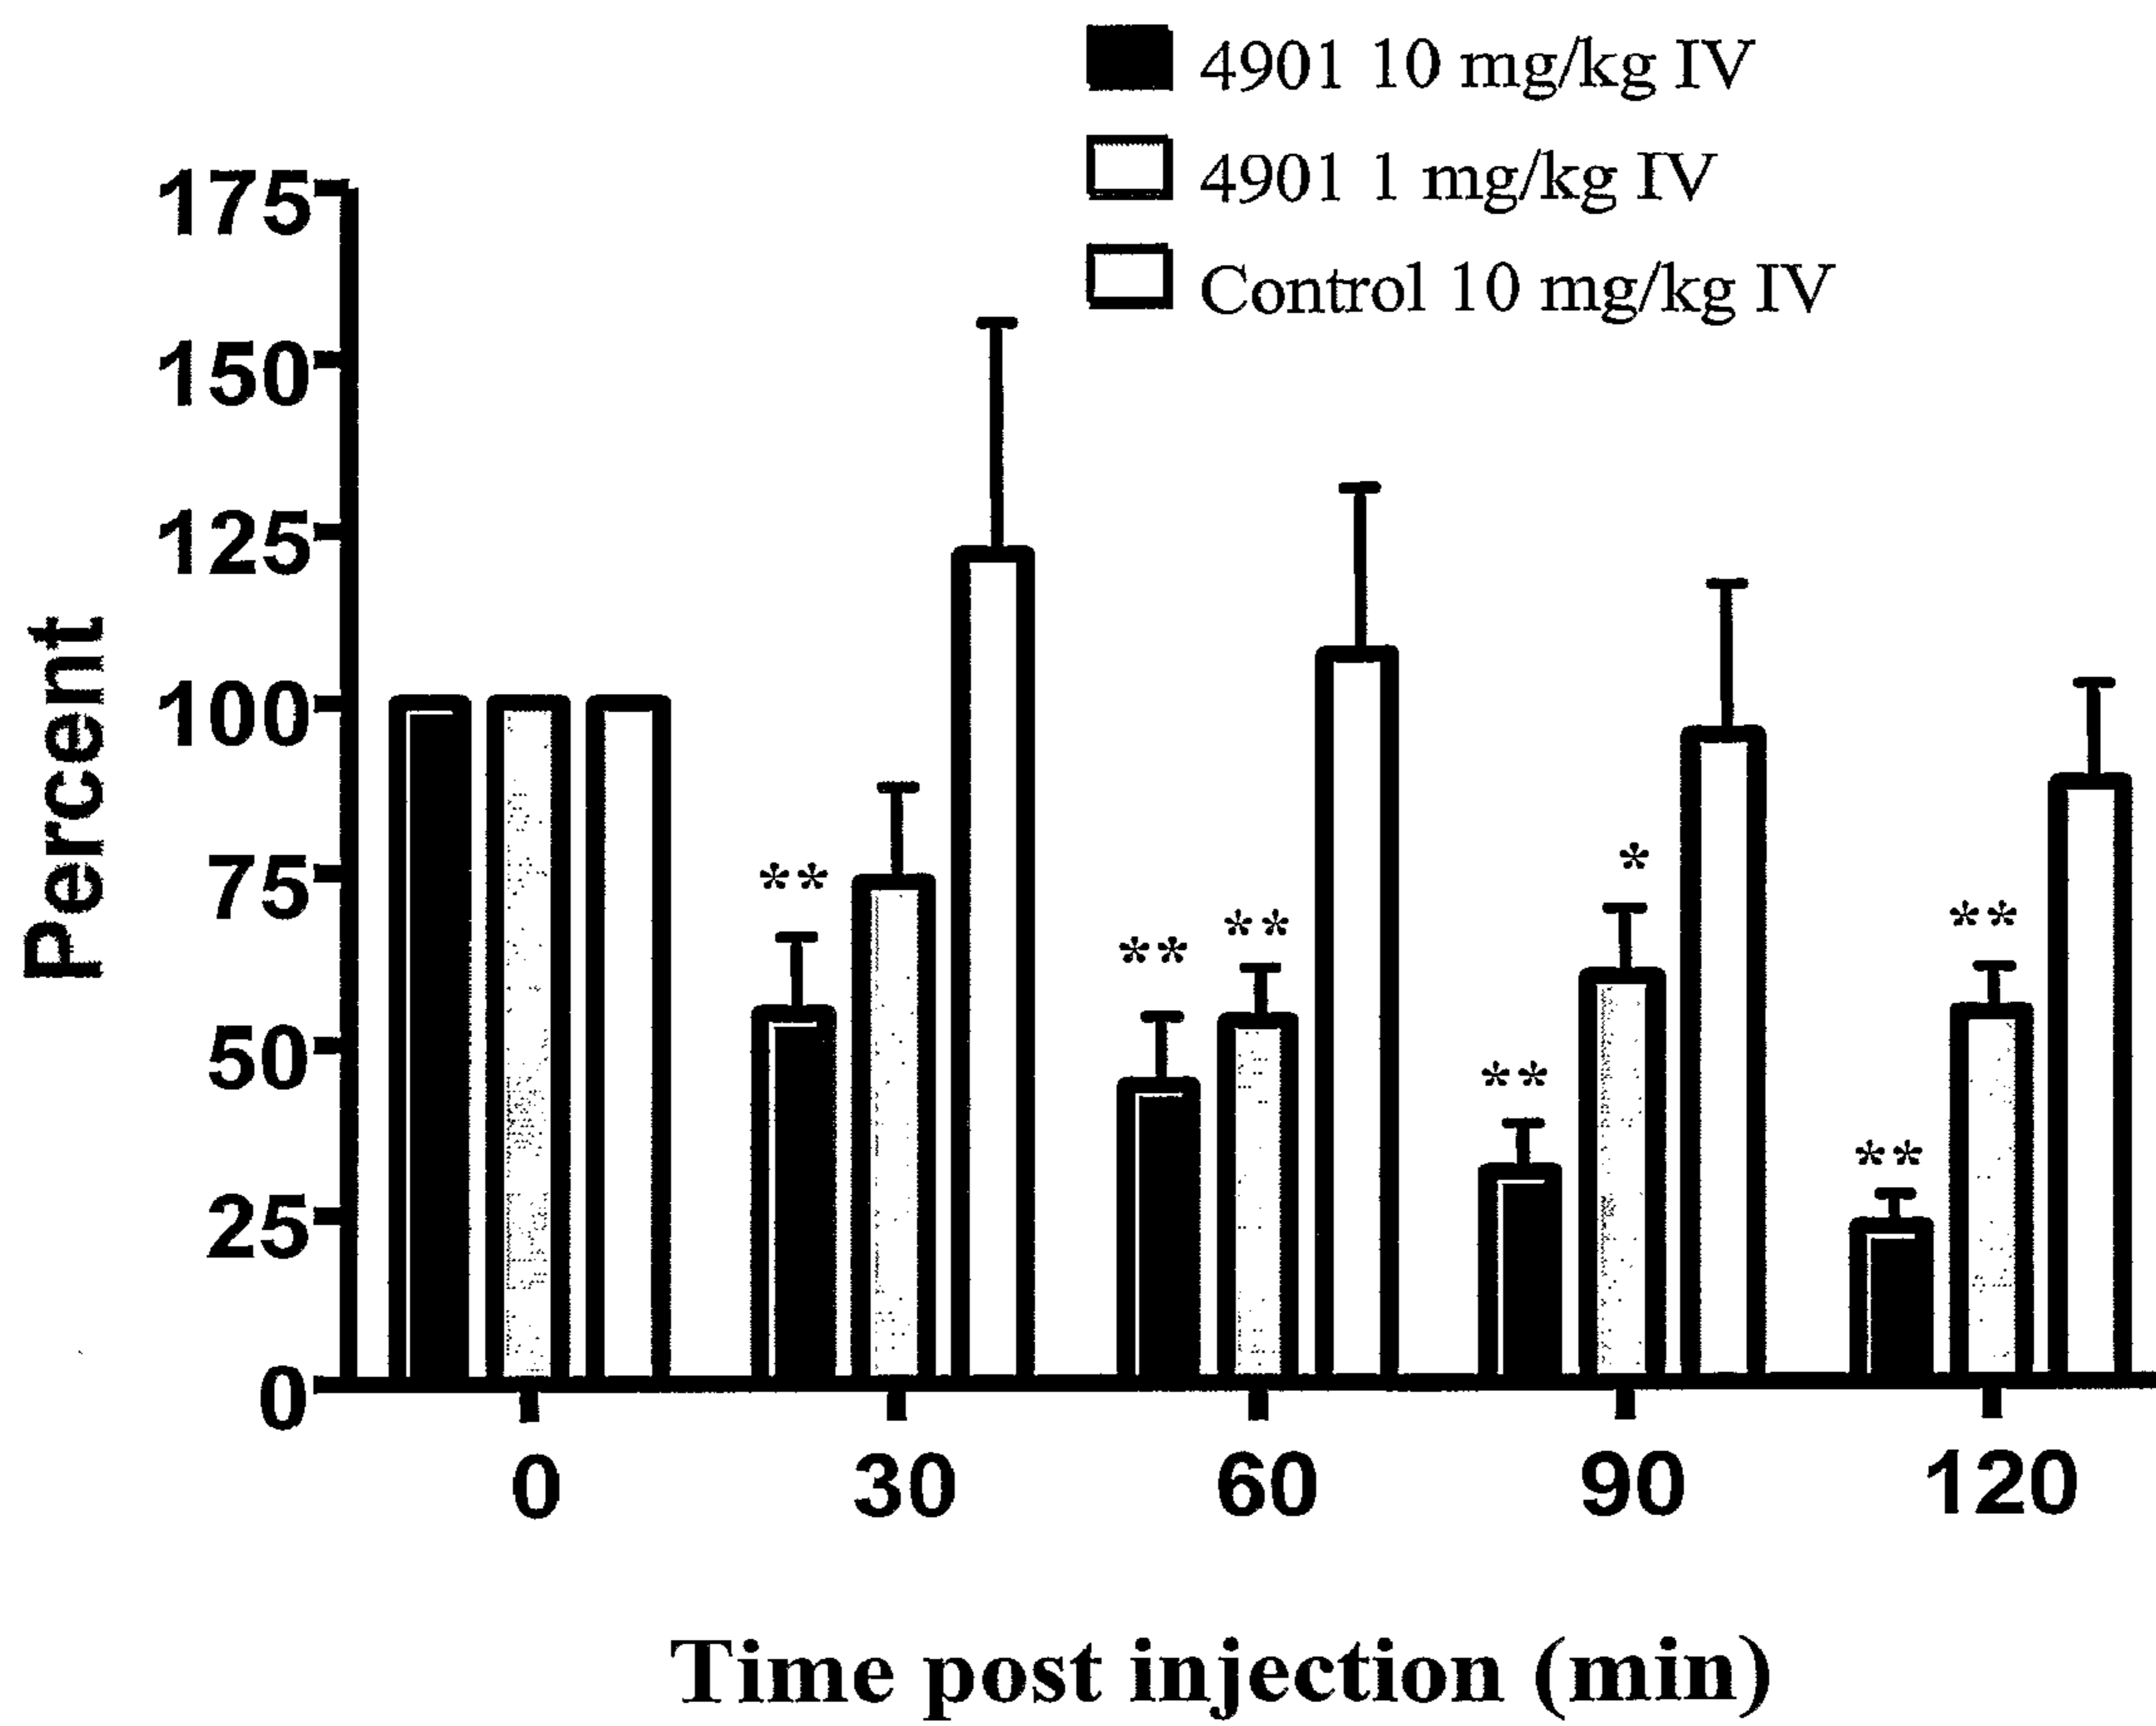 4901 10 mg/kg IV
4901 1 mg/kg IV
Control 10 mg/kg IV
175
150
125
100
75
50
25
0
Percent
**
**
**
**
*
**
**
0 30 60 90 120
Time post injection (min)